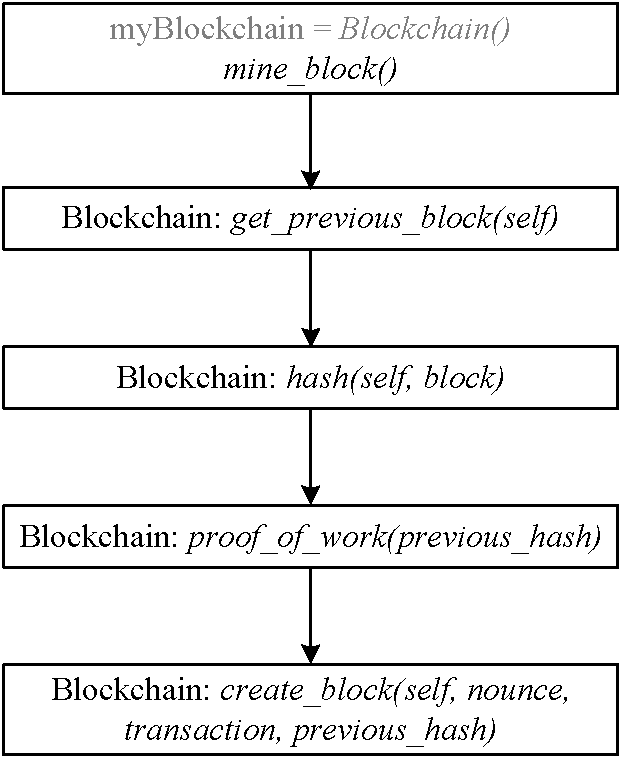 myBlockchain = Blockchain()
mine_block()
Blockchain: get_previous_block(self)
Blockchain: hash(self, block)
Blockchain: proof_of_work(previous_hash)
Blockchain: create_block(self, nounce,
transaction, previous_hash)